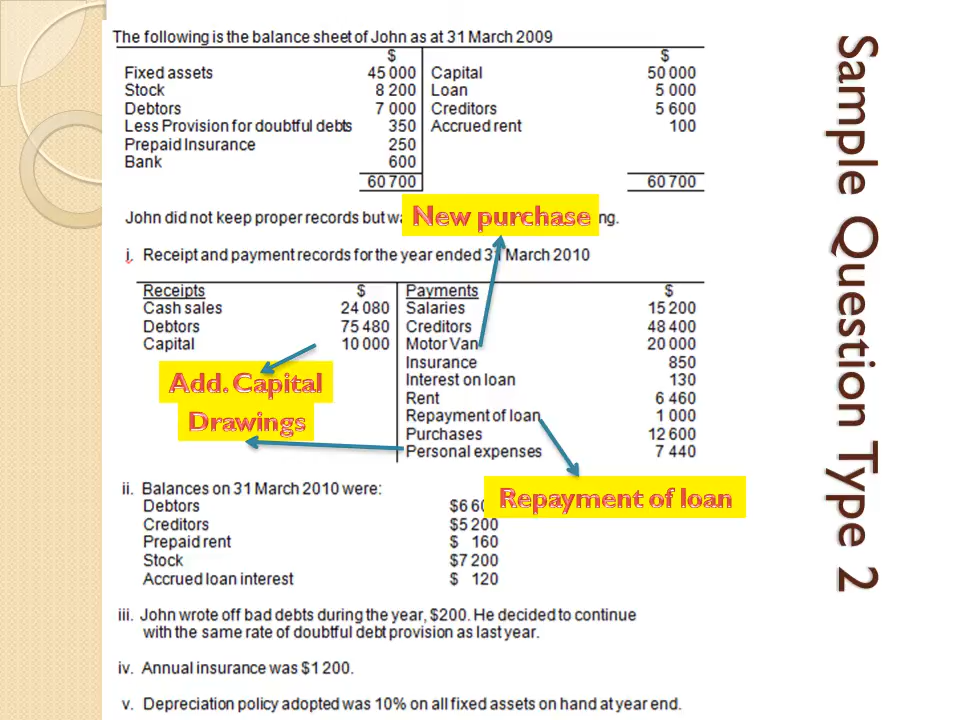 Sample Question Type 2
The following is the balance sheet of John as at 31 March 2009
$ $
Fixed assets 45 000 Capital 50 000
Stock 8 200 Loan 5 000
Debtors 7 000 Creditors 5 600
Less Provision for doubtful debts 350 Accrued rent 100
Prepaid Insurance 250
Bank 600
60 700 60 700
John did not keep proper records but
New purchase
i. Receipt and payment records for the year ended 31 March 2010
Receipts $ Payments $
Cash sales 24 080 Salaries 15 200
Debtors 75 480 Creditors 48 400
Capital 10 000 Motor Van 20 000
Insurance 850
Add. Capital
Interest on loan 130
Rent 6 460
Drawings
Repayment of loan 1 000
Purchases 12 600
Personal expenses 7 440
ii. Balances on 31 March 2010 were:
Repayment of loan
Debtors
Creditors $5 200
Prepaid rent $ 160
Stock $7 200
Accrued loan interest $ 120
iii. John wrote off bad debts during the year, $200. He decided to continue
with the same rate of doubtful debt provision as last year.
iv. Annual insurance was $1 200.
v. Depreciation policy adopted was 10% on all fixed assets on hand at year end.